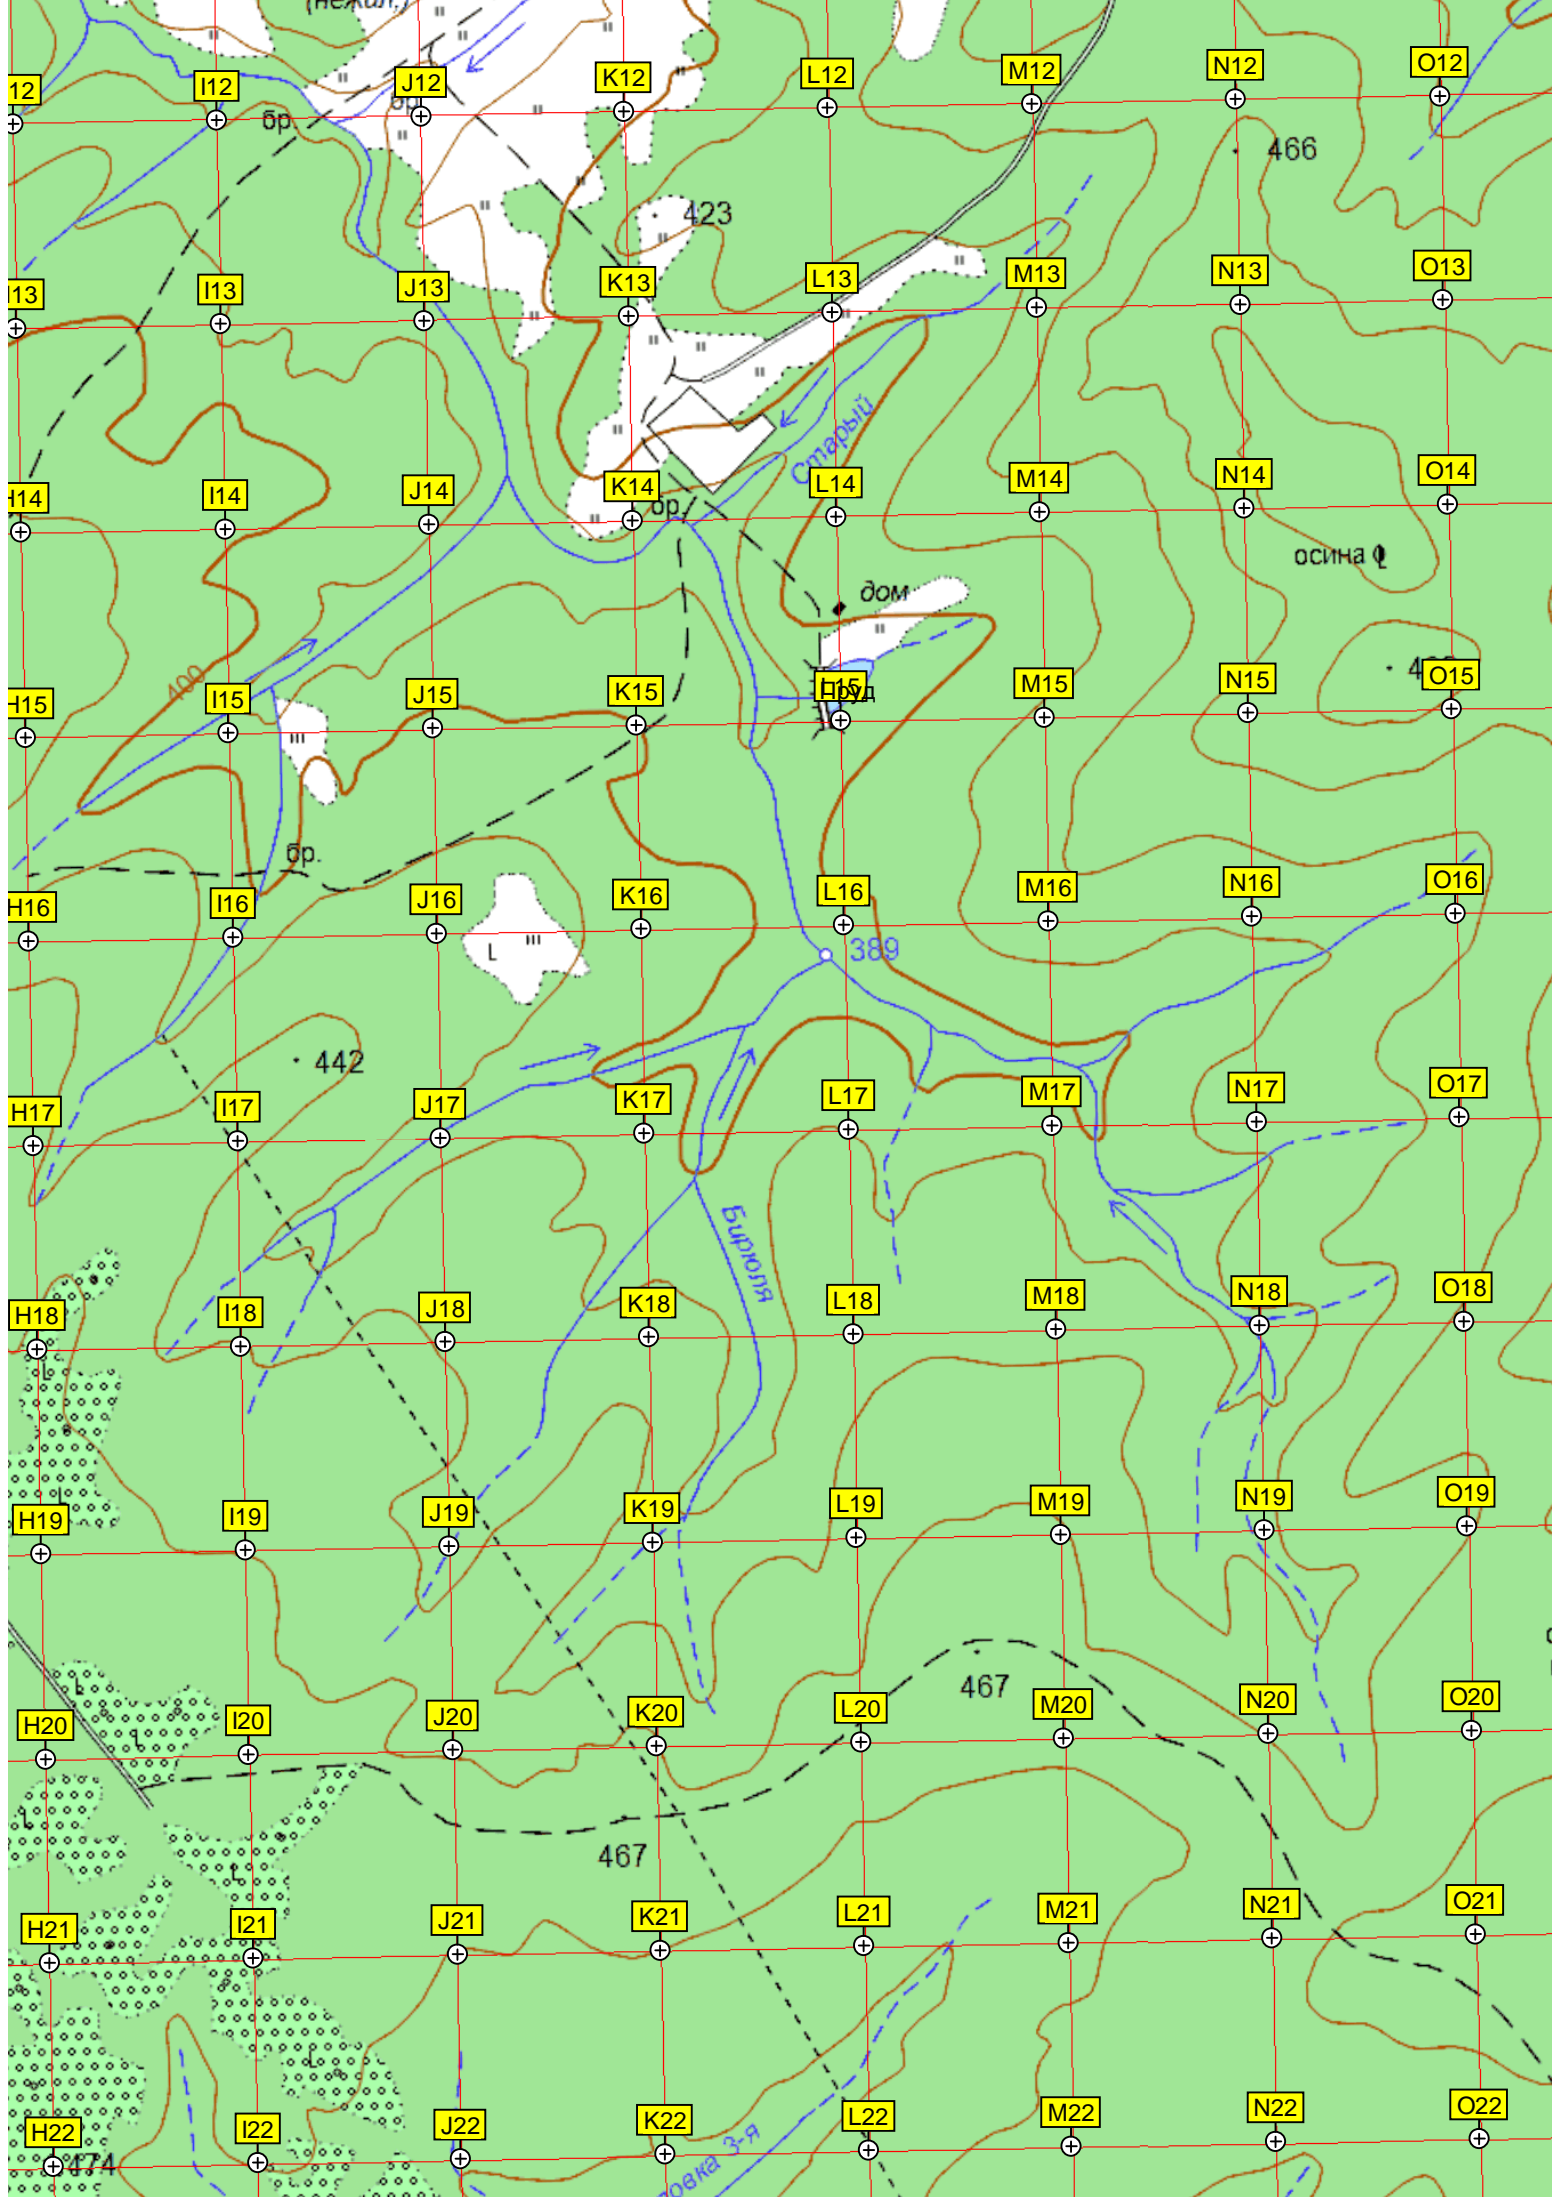 (нежил.)
12 I12 J12 K12 L12 M12 N12 O12
бр. бр.
466
423
H13 I13 J13 K13 L13 M13 N13 O13
Старый
H14 I14 J14 K14 L14 M14 N14 O14
бр.
осина
дом
400
H15 I15 J15 K15 L15 M15 N15 O15
Пруд
бр.
H16 I16 J16 K16 L16 M16 N16 O16
389
442
H17 I17 J17 K17 L17 M17 N17 O17
Бирюля
H18 I18 J18 K18 L18 M18 N18 O18
H19 I19 J19 K19 L19 M19 N19 O19
467
H20 I20 J20 K20 L20 M20 N20 O20
467
H21 I21 J21 K21 L21 M21 N21 O21
H22 I22 J22 K22 L22 M22 N22 O22
474
овка 3-я